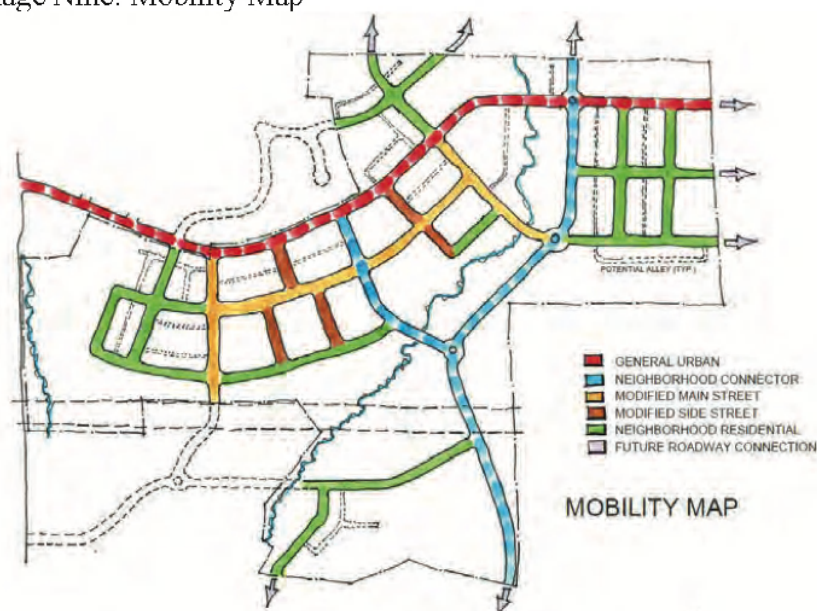 age Nine: Mobility Map
POTENTIAL ALLEY (TYP.)
GENERAL URBAN
NEIGHBORHOOD CONNECTOR
MODIFIED MAIN STREET
MODIFIED SIDE STREET
NEIGHBORHOOD RESIDENTIAL
FUTURE ROADWAY CONNECTION
MOBILITY MAP